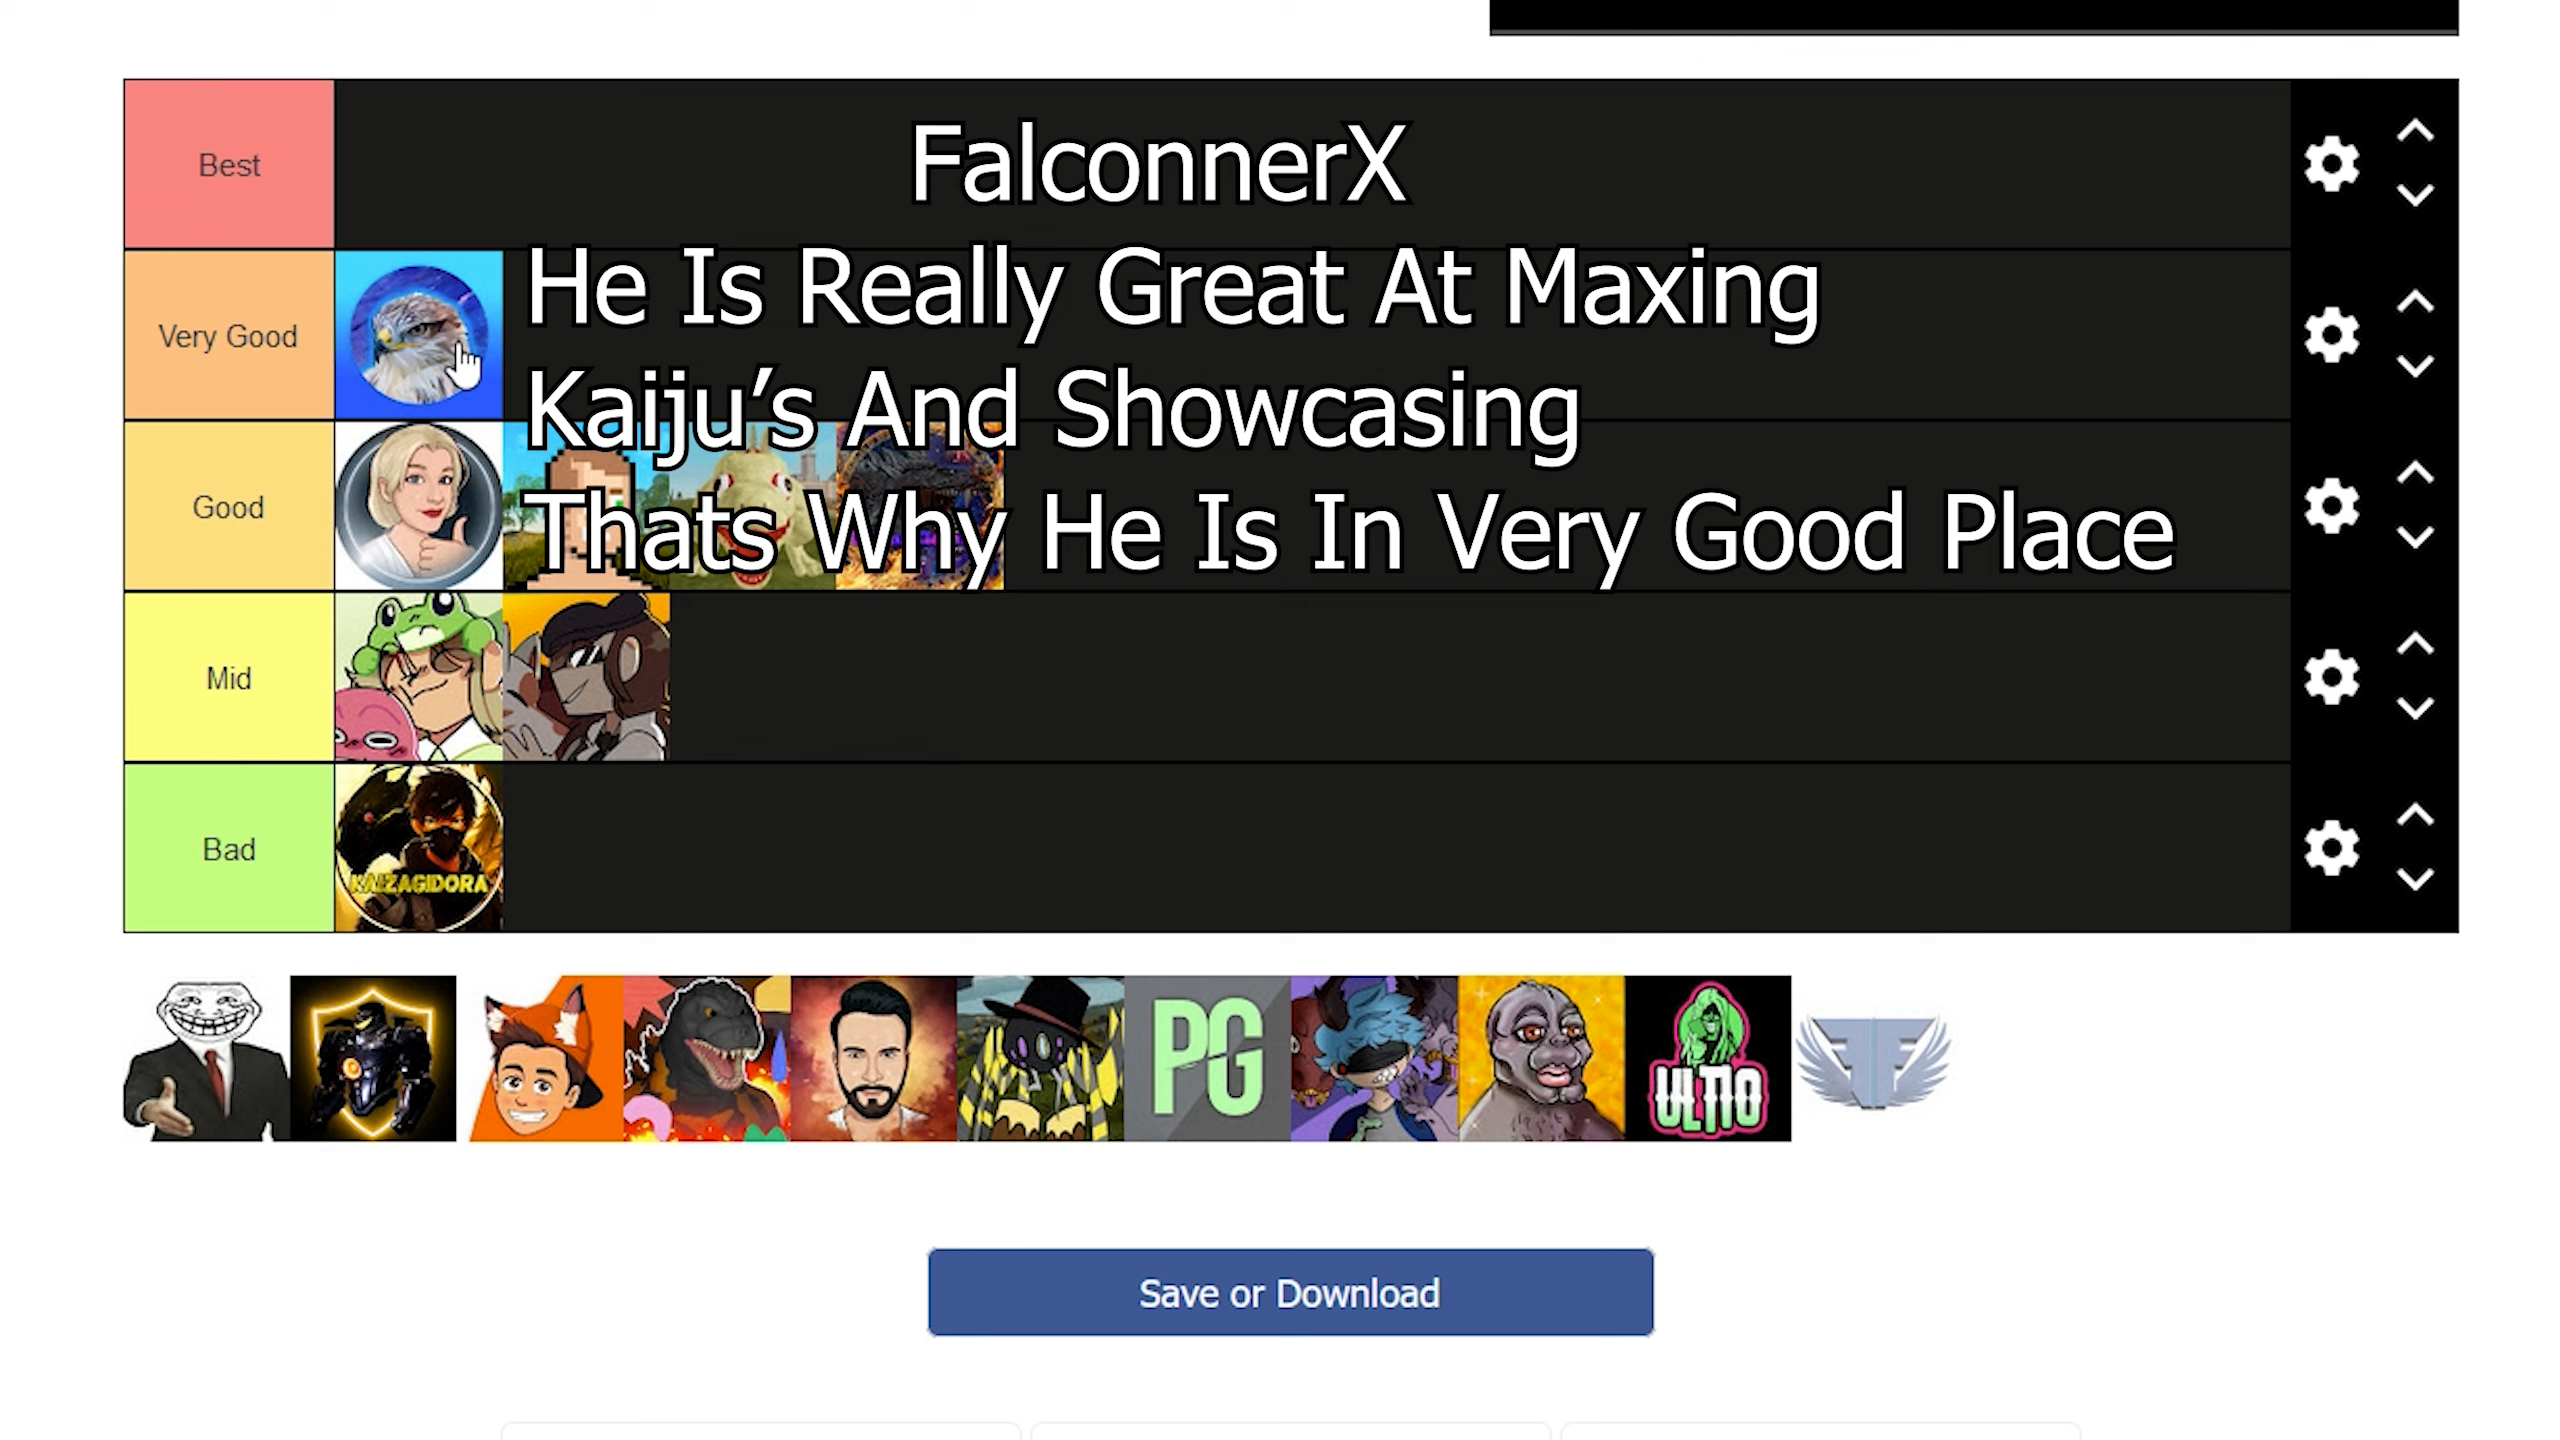 Best
FalconnerX
Very Good
He Is Really Great At Maxing
Kaiju's And Showcasing
Good
Thats Why He Is In Very Good Place
Mid
Bad
KAIZAGIDORA
PG
ULTIO
Save or Download